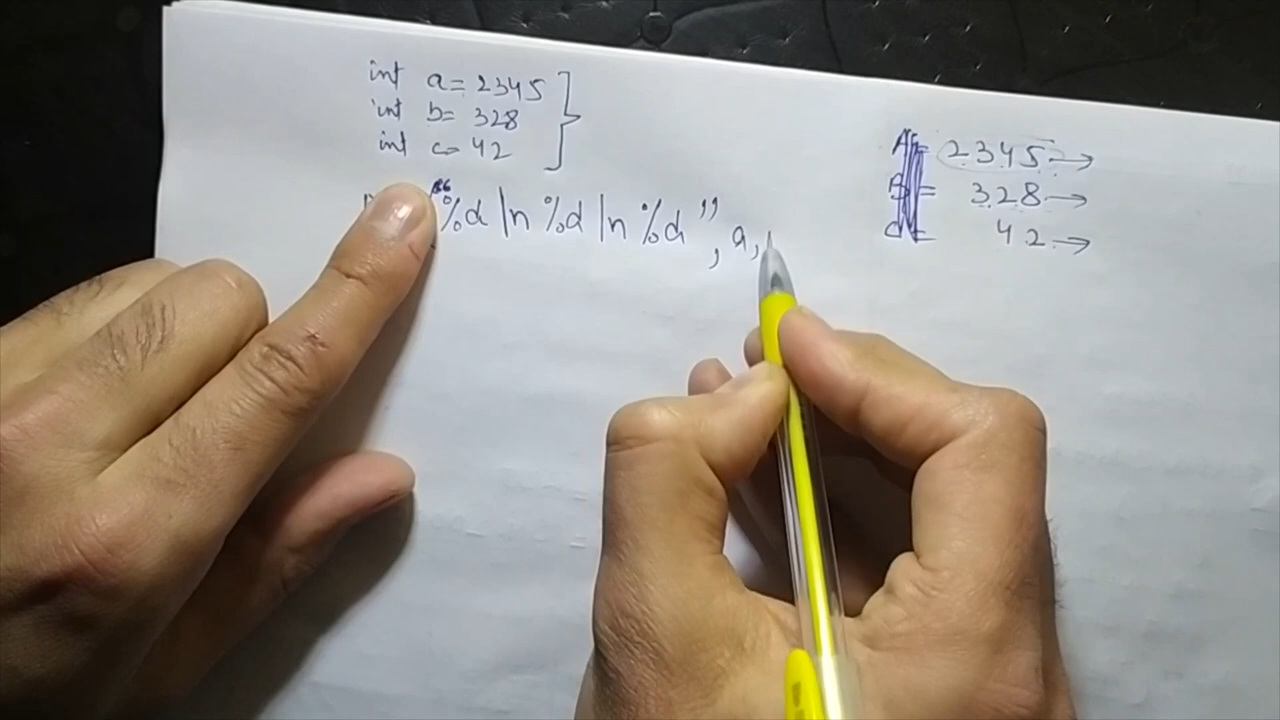 int a= 2345
int b= 328
int c= 42
%d \n %d \n %d ", a,
2345 →
= 328 →
42 →